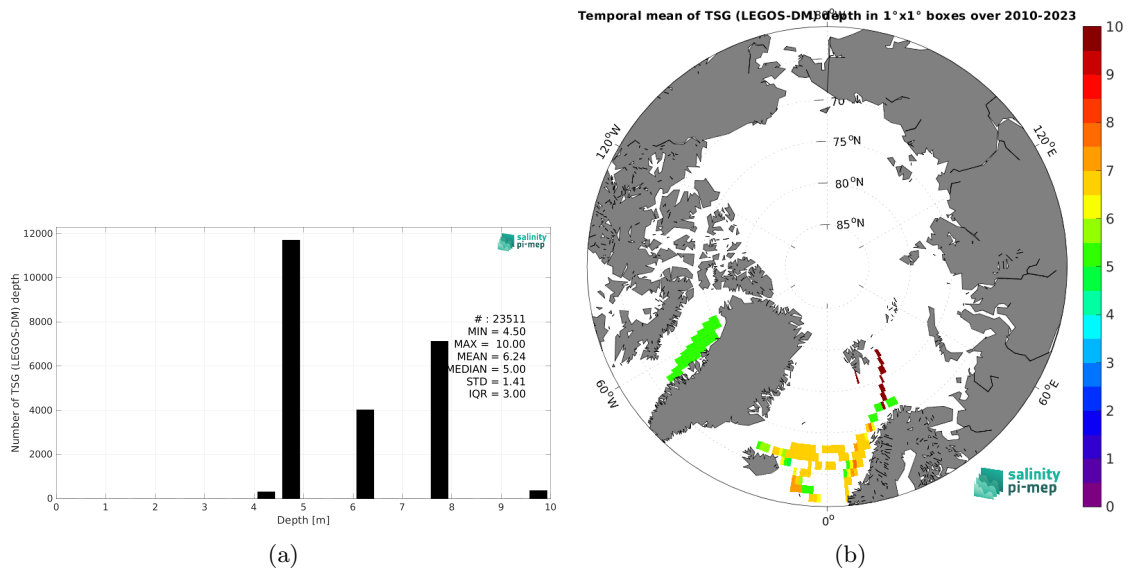 Number of TSG (LEGOS-DM) depth
12000
10000
8000
6000
4000
2000
0
0 1 2 3 4 5 6 7 8 9 10
Depth [m]
salinity
pi-mep
# : 23511
MIN = 4.50
MAX = 10.00
MEAN = 6.24
MEDIAN = 5.00
STD = 1.41
IQR = 3.00
(a)
Temporal mean of TSG (LEGOS-DM) depth in 1°x1° boxes over 2010-2023
180°W
120°W
120°E
70
75°N
80°N
85°N
60°W
60°E
0°
salinity
pi-mep
10
9
8
7
6
5
4
3
2
1
0
(b)